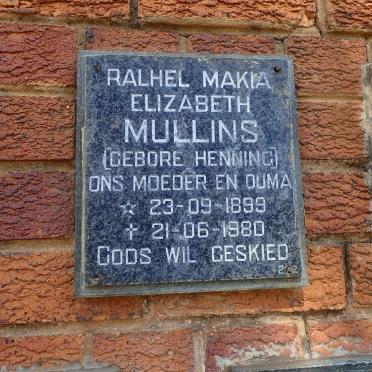 RALHEL MAKIA
ELIZABETH
MULLINS
(GEBORE HENNING)
ONS MOEDER EN OUMA
☆ 23-09-1899
✝ 21-06-1980
GODS WIL GESKIED